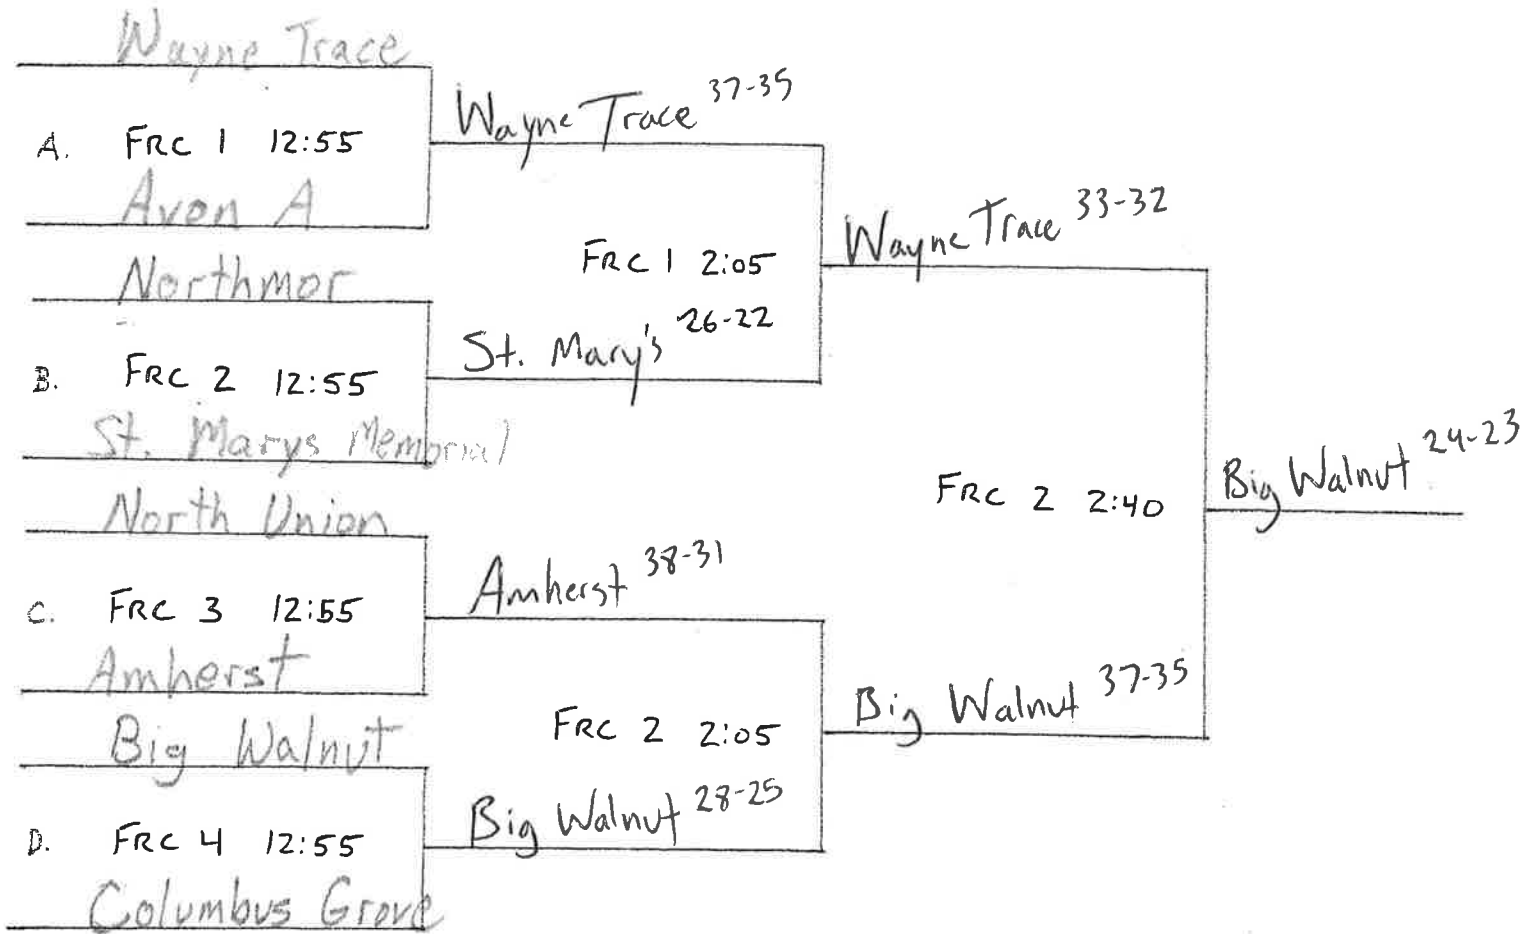 Wayne Trace
A. FRC 1 12:55
Avon A
Northmor
B. FRC 2 12:55
St. Marys Memorial
North Union
C. FRC 3 12:55
Amherst
Big Walnut
D. FRC 4 12:55
Columbus Grove
Wayne Trace 37-35
FRC 1 2:05
St. Mary's 26-22
Amherst 38-31
FRC 2 2:05
Big Walnut 28-25
Wayne Trace 33-32
FRC 2 2:40
Big Walnut 37-35
Big Walnut 24-23